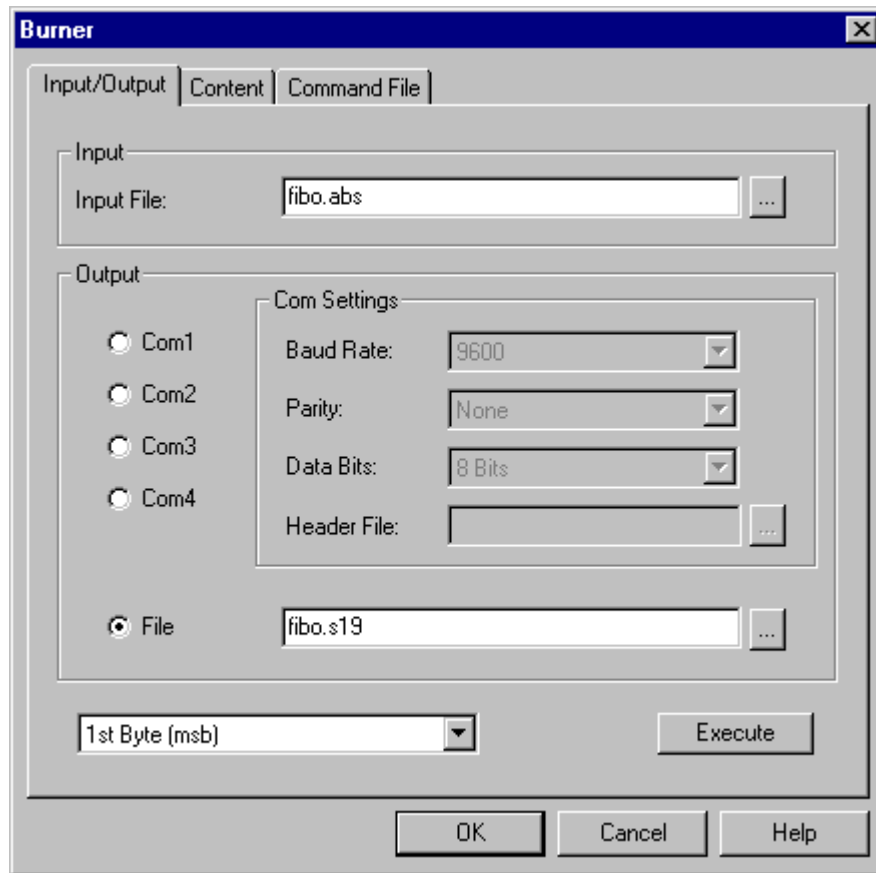 Burner
Input/Output Content Command File
Input
Input File: fibo.abs ...
Output
Com Settings
Com1 Baud Rate: 9600
Com2 Parity: None
Com3 Data Bits: 8 Bits
Com4 Header File: ...
File fibo.s19 ...
1st Byte (msb) Execute
OK Cancel Help